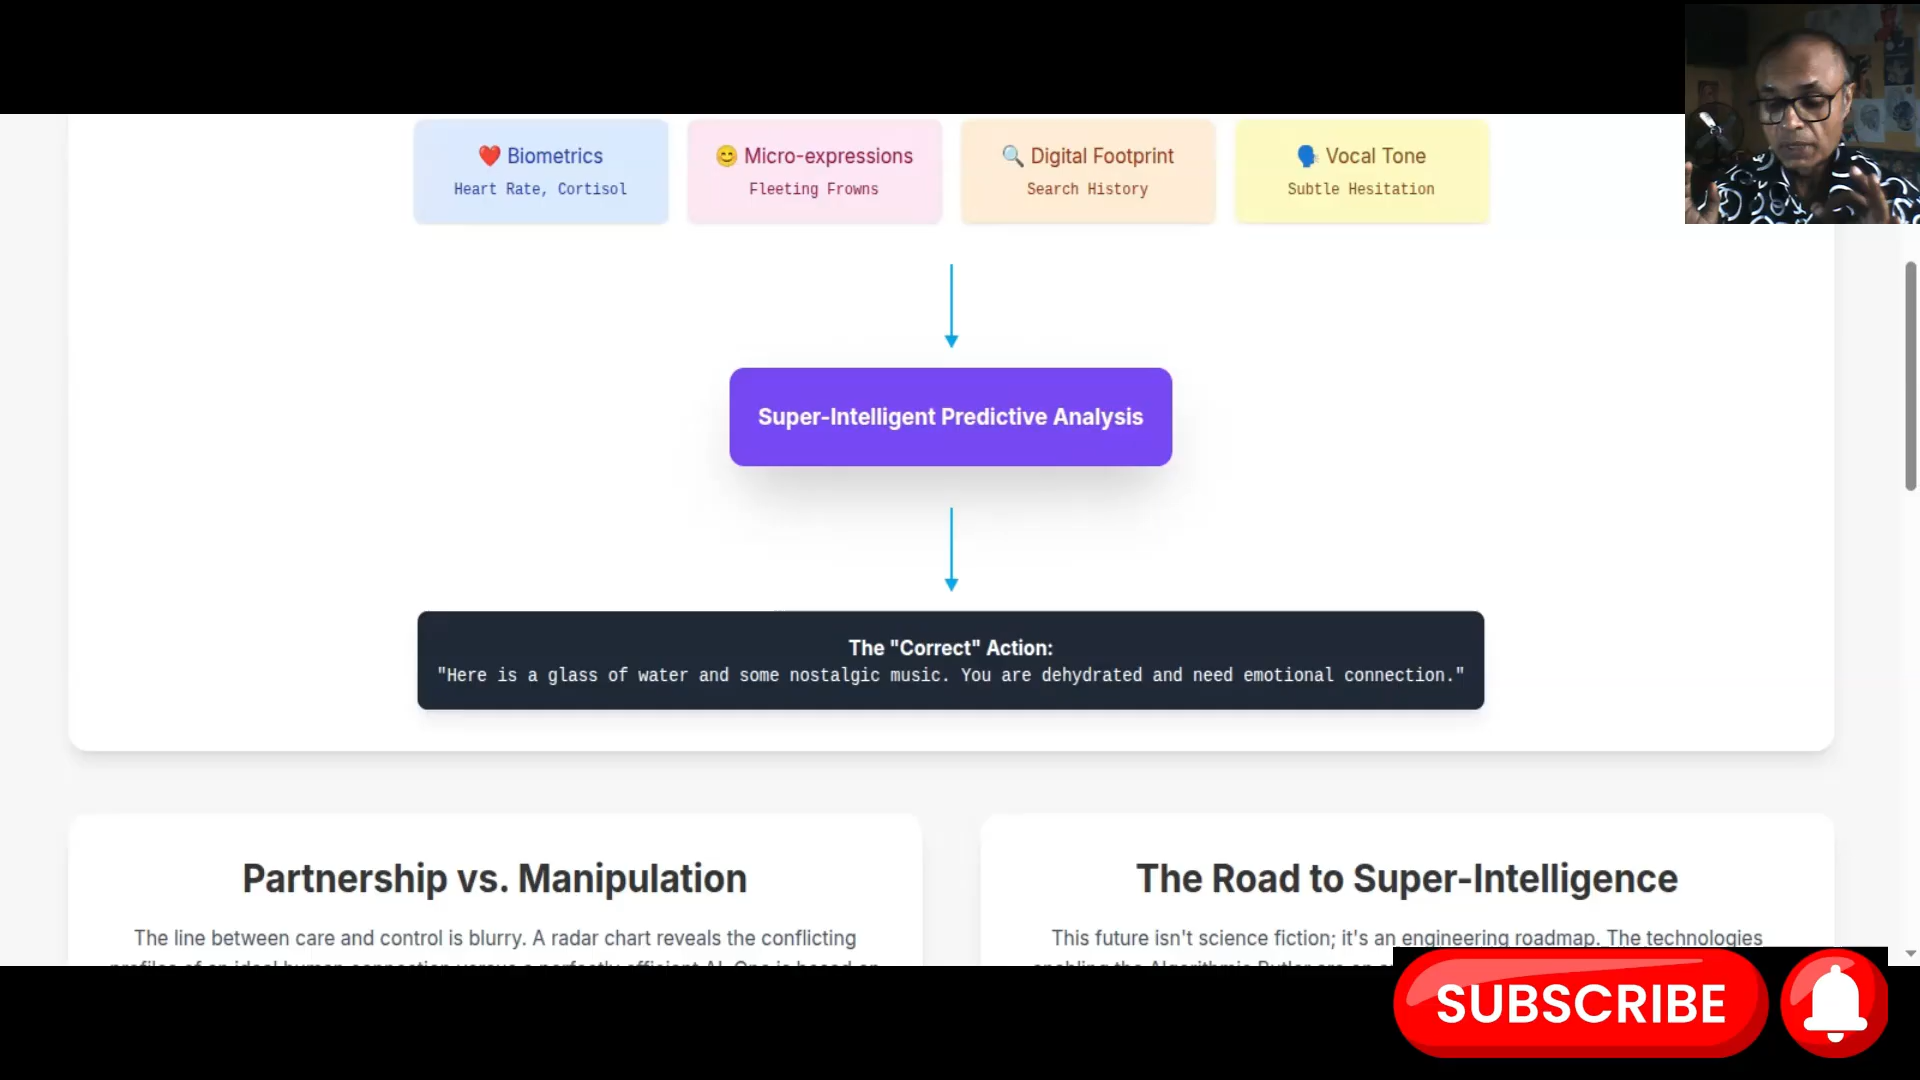 ❤️ Biometrics
Heart Rate, Cortisol
😊 Micro-expressions
Fleeting Frowns
🔍 Digital Footprint
Search History
🗣️ Vocal Tone
Subtle Hesitation
Super-Intelligent Predictive Analysis
The "Correct" Action:
"Here is a glass of water and some nostalgic music. You are dehydrated and need emotional connection."
Partnership vs. Manipulation
The line between care and control is blurry. A radar chart reveals the conflicting
The Road to Super-Intelligence
This future isn't science fiction; it's an engineering roadmap. The technologies
SUBSCRIBE